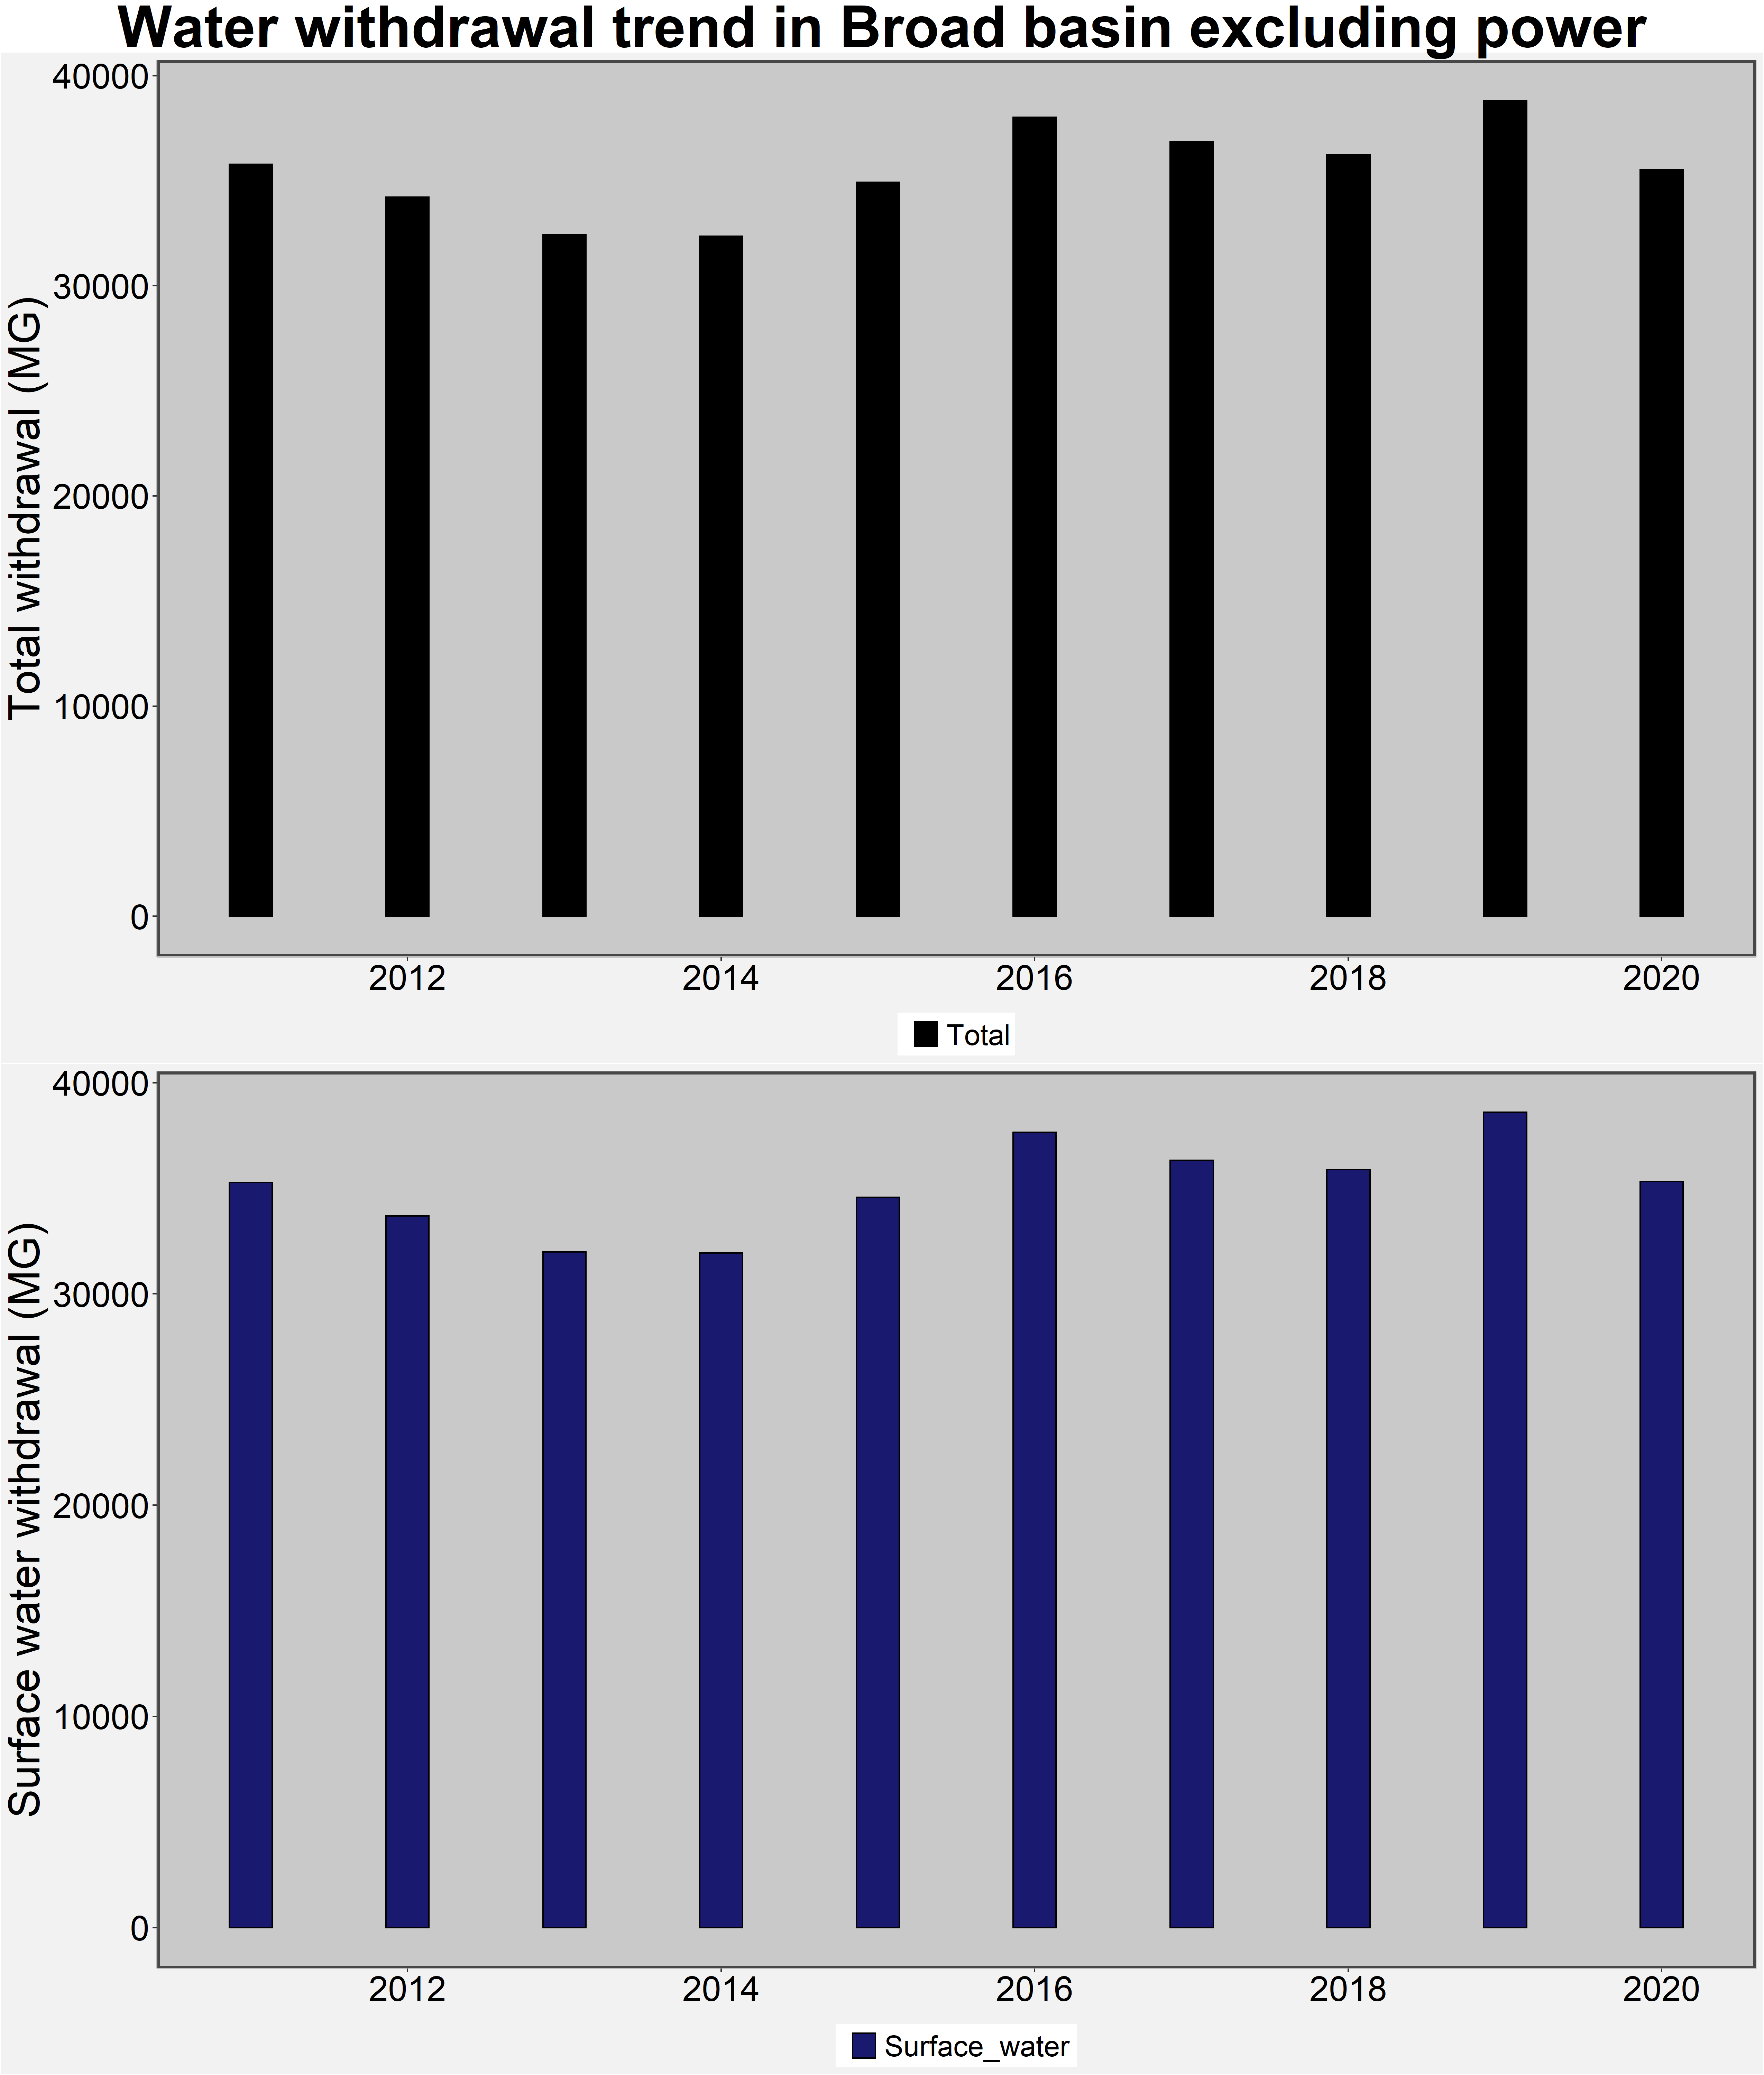 Water withdrawal trend in Broad basin excluding power
Total withdrawal (MG)
40000
30000
20000
10000
0
2012 2014 2016 2018 2020
Total
Surface water withdrawal (MG)
40000
30000
20000
10000
0
2012 2014 2016 2018 2020
Surface_water